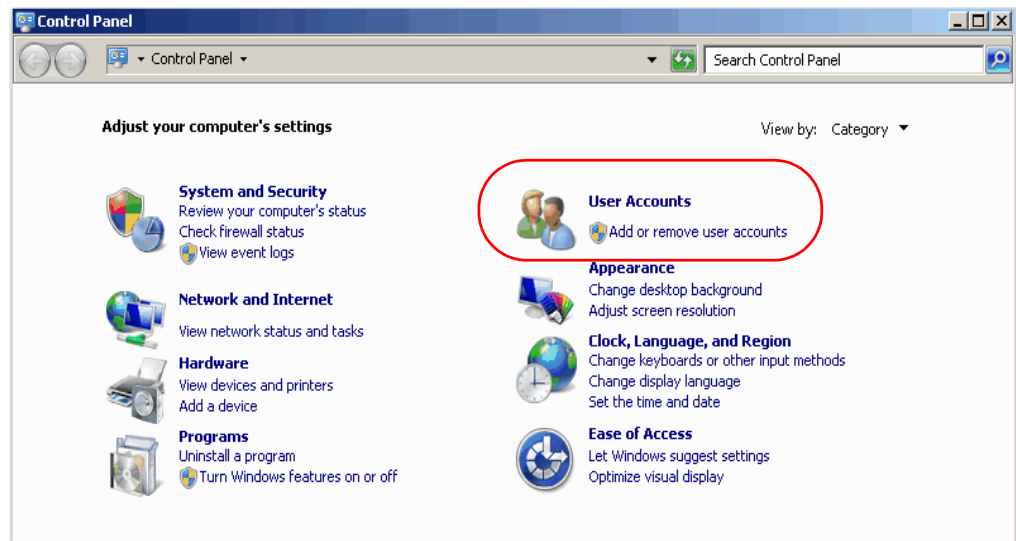 Control Panel
Control Panel
Search Control Panel
Adjust your computer's settings
View by: Category
System and Security
Review your computer's status
Check firewall status
View event logs
Network and Internet
View network status and tasks
Hardware
View devices and printers
Add a device
Programs
Uninstall a program
Turn Windows features on or off
User Accounts
Add or remove user accounts
Appearance
Change desktop background
Adjust screen resolution
Clock, Language, and Region
Change keyboards or other input methods
Change display language
Set the time and date
Ease of Access
Let Windows suggest settings
Optimize visual display